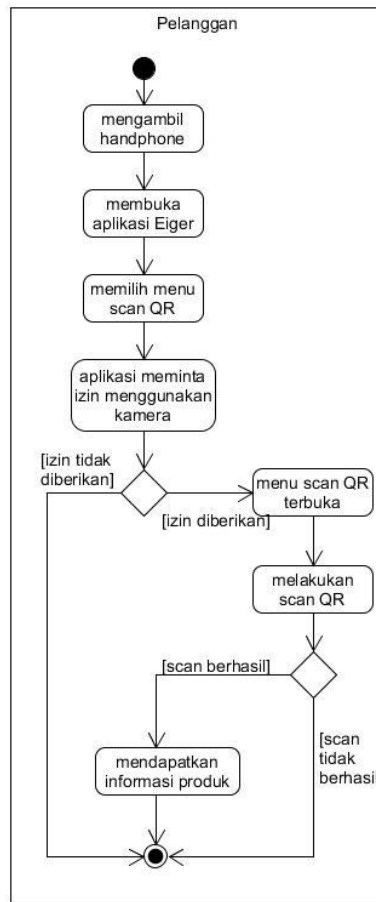 Pelanggan
mengambil
handphone
membuka
aplikasi Eiger
memilih menu
scan QR
aplikasi meminta
izin menggunakan
kamera
[izin tidak
diberikan]
[izin diberikan]
menu scan QR
terbuka
melakukan
scan QR
[scan berhasil]
[scan
tidak
berhasil
mendapatkan
informasi produk